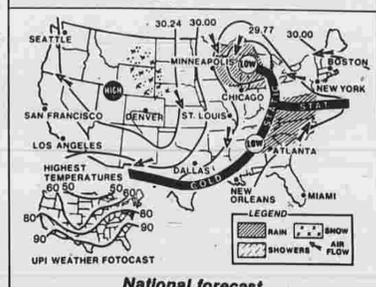 30.24 30.00
29.77
30.00
SEATTLE
BOSTON
MINNEAPOLIS
LOW
NEW YORK
HIGH
CHICAGO
STATIC
STAT.
SAN FRANCISCO
DENVER
ST. LOUIS
LOS ANGELES
LOW
ATLANTA
HIGHEST
TEMPERATURES
DALLAS
COLD
60 50 50 60
NEW
ORLEANS
MIAMI
80 80
90 90
LEGEND
RAIN
SNOW
SHOWERS
AIR
FLOW
UPI WEATHER FOTOCAST
National forecast